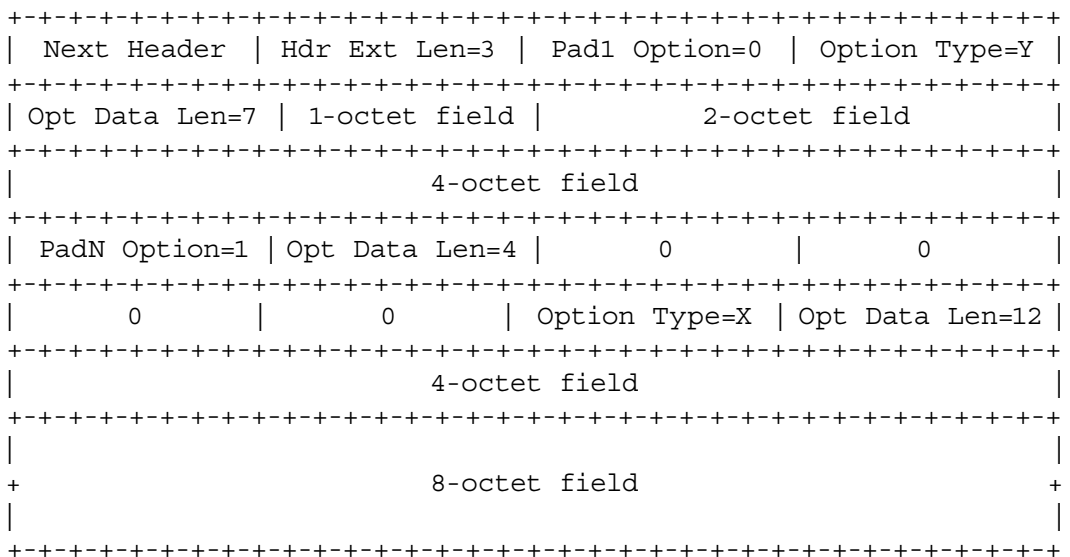 +-+-+-+-+-+-+-+-+-+-+-+-+-+-+-+-+-+-+-+-+-+-+-+-+-+-+-+-+-+-+-+-+
|  Next Header  | Hdr Ext Len=3 | Pad1 Option=0 | Option Type=Y |
+-+-+-+-+-+-+-+-+-+-+-+-+-+-+-+-+-+-+-+-+-+-+-+-+-+-+-+-+-+-+-+-+
|Opt Data Len=7 | 1-octet field |         2-octet field         |
+-+-+-+-+-+-+-+-+-+-+-+-+-+-+-+-+-+-+-+-+-+-+-+-+-+-+-+-+-+-+-+-+
|                         4-octet field                         |
+-+-+-+-+-+-+-+-+-+-+-+-+-+-+-+-+-+-+-+-+-+-+-+-+-+-+-+-+-+-+-+-+
| PadN Option=1 |Opt Data Len=4 |       0       |       0       |
+-+-+-+-+-+-+-+-+-+-+-+-+-+-+-+-+-+-+-+-+-+-+-+-+-+-+-+-+-+-+-+-+
|       0       |       0       | Option Type=X |Opt Data Len=12|
+-+-+-+-+-+-+-+-+-+-+-+-+-+-+-+-+-+-+-+-+-+-+-+-+-+-+-+-+-+-+-+-+
|                         4-octet field                         |
+-+-+-+-+-+-+-+-+-+-+-+-+-+-+-+-+-+-+-+-+-+-+-+-+-+-+-+-+-+-+-+-+
|                                                               |
+                         8-octet field                         +
|                                                               |
+-+-+-+-+-+-+-+-+-+-+-+-+-+-+-+-+-+-+-+-+-+-+-+-+-+-+-+-+-+-+-+-+